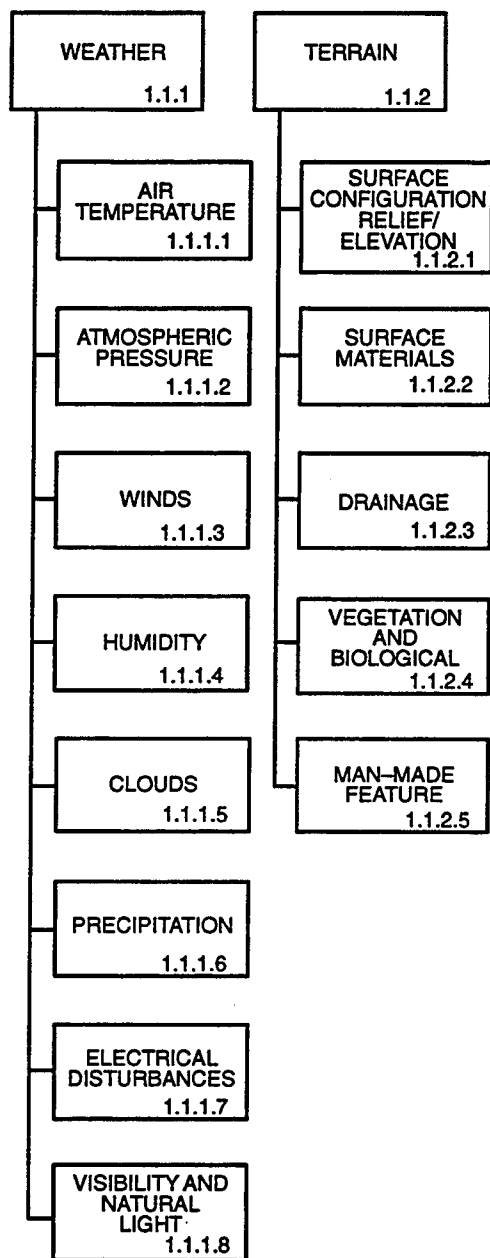 WEATHER
1.1.1
AIR
TEMPERATURE
1.1.1.1
ATMOSPHERIC
PRESSURE
1.1.1.2
WINDS
1.1.1.3
HUMIDITY
1.1.1.4
CLOUDS
1.1.1.5
PRECIPITATION
1.1.1.6
ELECTRICAL
DISTURBANCES
1.1.1.7
VISIBILITY AND
NATURAL
LIGHT
1.1.1.8
TERRAIN
1.1.2
SURFACE
CONFIGURATION
RELIEF/
ELEVATION
1.1.2.1
SURFACE
MATERIALS
1.1.2.2
DRAINAGE
1.1.2.3
VEGETATION
AND
BIOLOGICAL
1.1.2.4
MAN–MADE
FEATURE
1.1.2.5